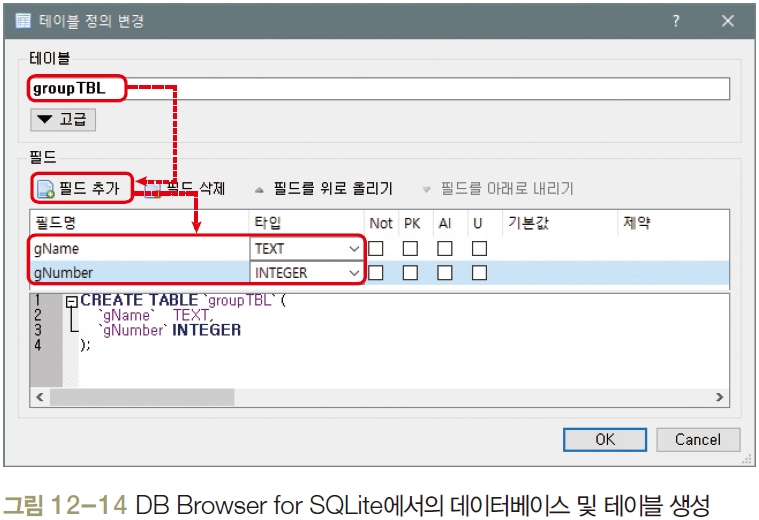 테이블 정의 변경 ? ×
테이블
groupTBL
▼ 고급
필드
필드 추가 필드 삭제 필드를 위로 올리기 필드를 아래로 내리기
필드명 타입 Not PK AI U 기본값 제약
gName TEXT
gNumber INTEGER
1 CREATE TABLE `groupTBL` (
2 `gName` TEXT,
3 `gNumber` INTEGER
4 );
OK Cancel
그림 12-14 DB Browser for SQLite에서의 데이터베이스 및 테이블 생성